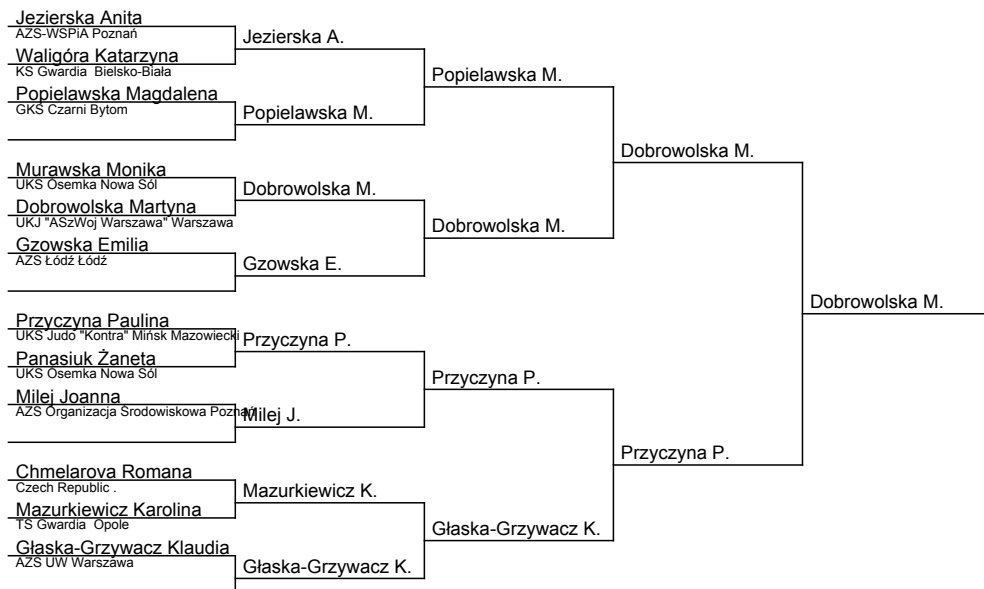 Jezierska Anita
AZS-WSPiA Poznań
Jezierska A.
Waligóra Katarzyna
KS Gwardia  Bielsko-Biała
Popielawska M.
Popielawska Magdalena
GKS Czarni Bytom
Popielawska M.
Dobrowolska M.
Murawska Monika
UKS Ósemka Nowa Sól
Dobrowolska M.
Dobrowolska Martyna
UKJ "ASzWoj Warszawa" Warszawa
Dobrowolska M.
Gzowska Emilia
AZS Łódź Łódź
Gzowska E.
Dobrowolska M.
Przyczyna Paulina
UKS Judo "Kontra" Mińsk Mazowiecki
Przyczyna P.
Panasiuk Żaneta
UKS Ósemka Nowa Sól
Przyczyna P.
Milej Joanna
AZS Organizacja Środowiskowa Poznań
Milej J.
Przyczyna P.
Chmelarova Romana
Czech Republic .
Mazurkiewicz K.
Mazurkiewicz Karolina
TS Gwardia  Opole
Głaska-Grzywacz K.
Głaska-Grzywacz Klaudia
AZS UW Warszawa
Głaska-Grzywacz K.